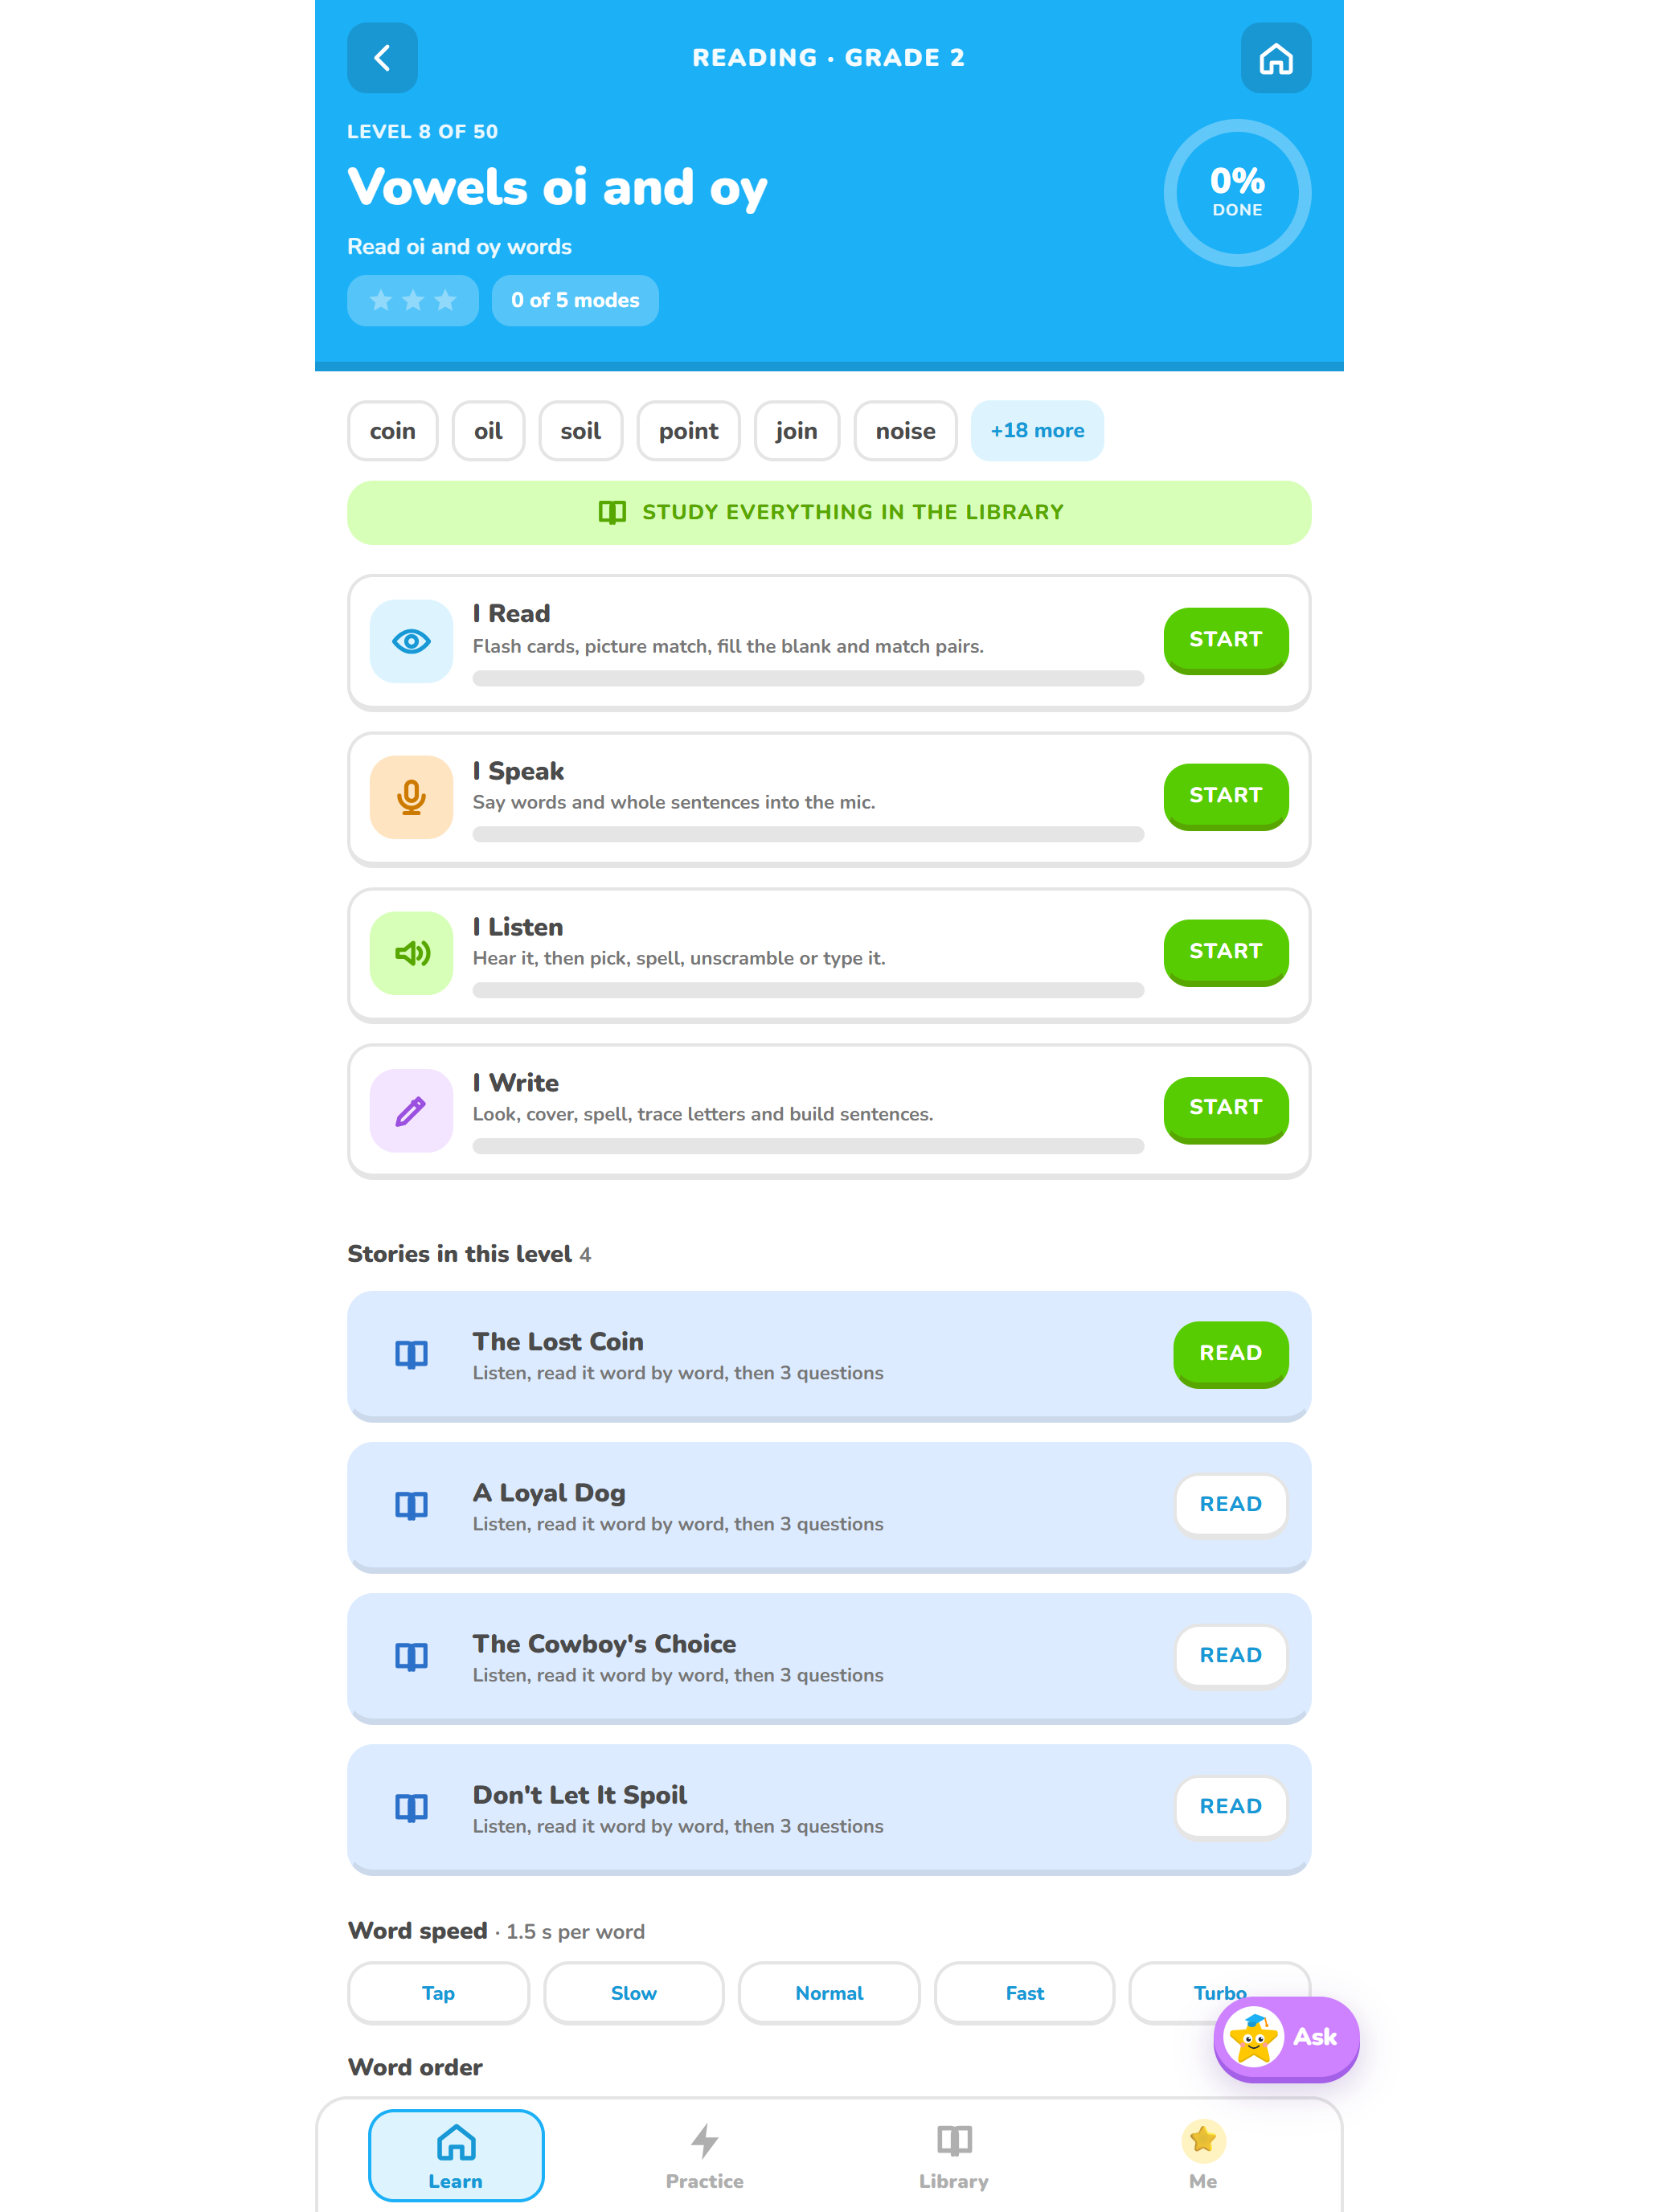 READING · GRADE 2
LEVEL 8 OF 50
Vowels oi and oy
Read oi and oy words
0%
DONE
0 of 5 modes
coin oil soil point join noise +18 more
STUDY EVERYTHING IN THE LIBRARY
I Read
Flash cards, picture match, fill the blank and match pairs.
START
I Speak
Say words and whole sentences into the mic.
START
I Listen
Hear it, then pick, spell, unscramble or type it.
START
I Write
Look, cover, spell, trace letters and build sentences.
START
Stories in this level 4
The Lost Coin
Listen, read it word by word, then 3 questions
READ
A Loyal Dog
Listen, read it word by word, then 3 questions
READ
The Cowboy's Choice
Listen, read it word by word, then 3 questions
READ
Don't Let It Spoil
Listen, read it word by word, then 3 questions
READ
Word speed · 1.5 s per word
Tap Slow Normal Fast Turbo
Ask
Word order
Learn Practice Library Me